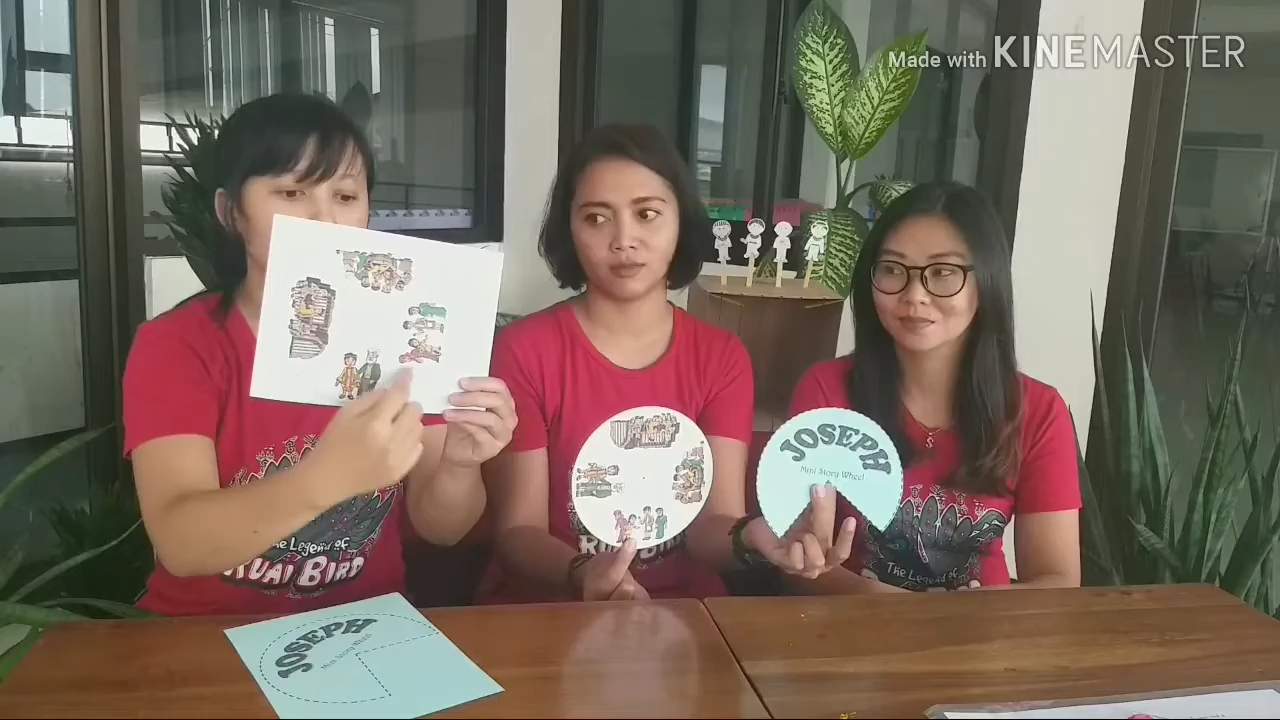 Made with KINEMASTER
JOSEPH
Mini Story Wheel
The Legend of
RUAI BIRD
RUAI BIRD
The Legend of
JOSEPH
Mini Story Wheel